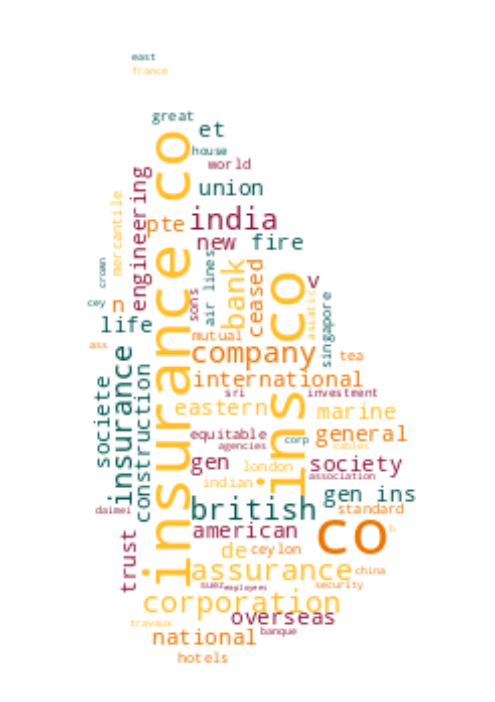 east
france
great
et
house
world
insurance co
engineering
mercantile
union
pte
india
new fire
crown
air lines
bank
ceased
v
sons
cey
n
life
asiatic
singapore
ins co
mutual
ass
company
tea
insurance
societe
construction
international
sri
investment
eastern
marine
equitable
corp
general
agencies
cables
gen
london
society
association
indian
gen ins
british
standard
daimei
american
co
b
trust
de
ceylon
assurance
china
suez
employees
security
corporation
overseas
travaux
banque
national
hotels